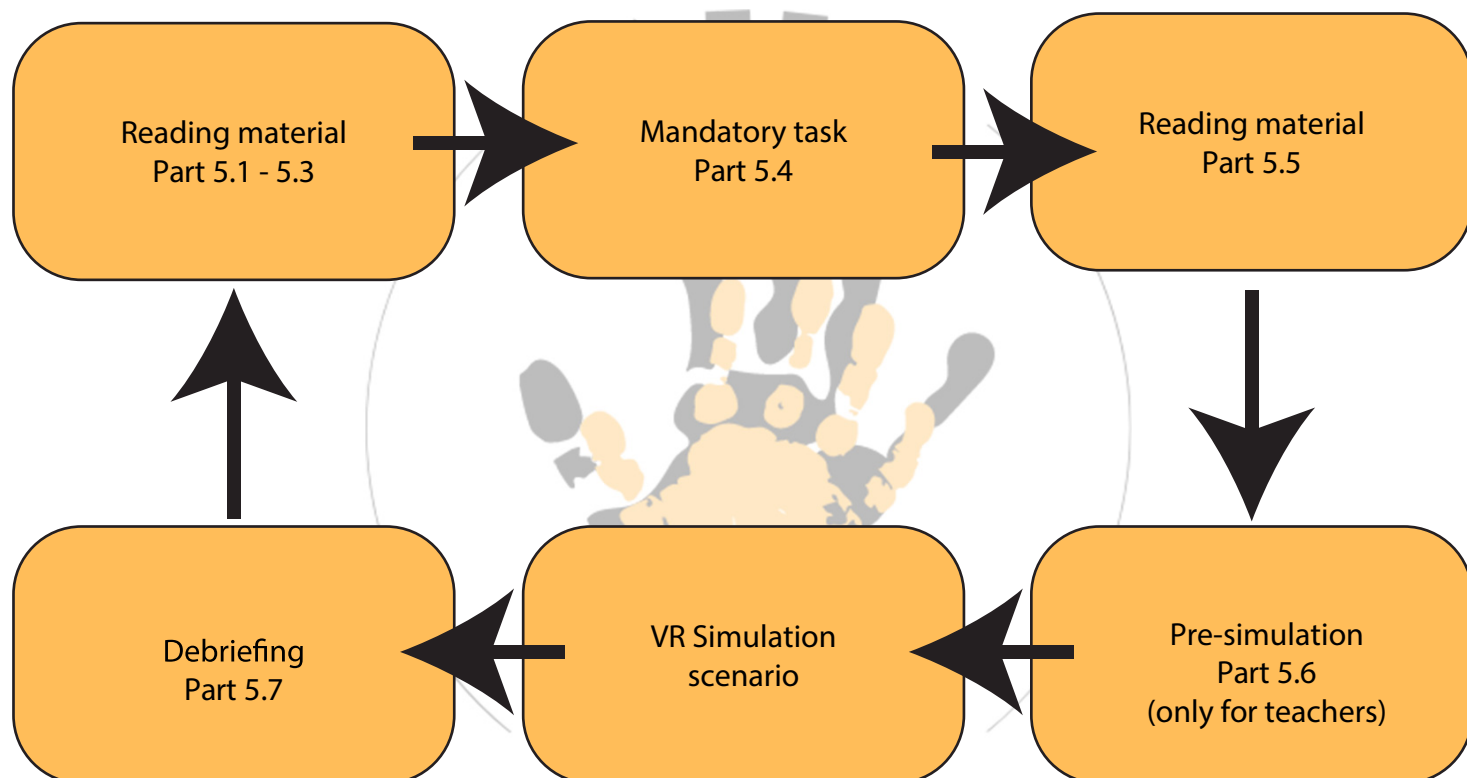 Reading material
Part 5.1 - 5.3
Mandatory task
Part 5.4
Reading material
Part 5.5
Pre-simulation
Part 5.6
(only for teachers)
VR Simulation
scenario
Debriefing
Part 5.7